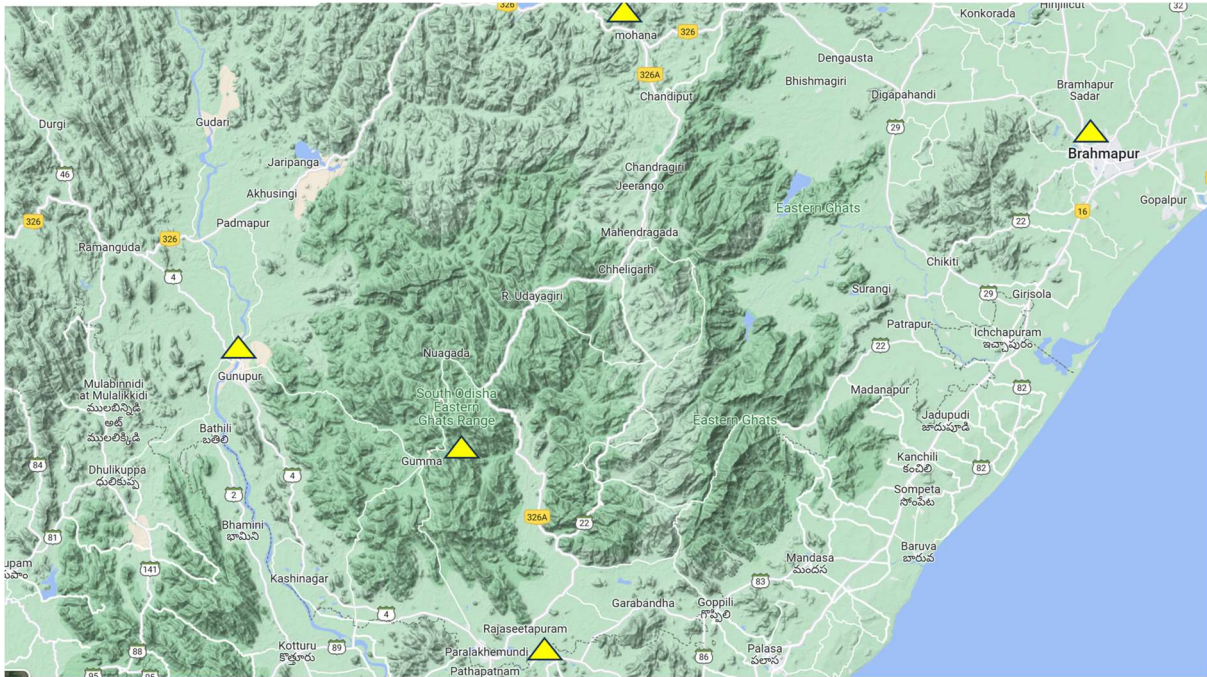 326
32
Hinjilicut
Konkorada
mohana
326
Dengausta
326A
Bhishmagiri
Bramhapur
Sadar
Chandiput
Digapahandi
Gudari
Durgi
29
Brahmapur
Jaripanga
Chandragiri
46
Jeerango
Akhusingi
Gopalpur
Eastern Ghats
326
Padmapur
16
22
326
Mahendragada
Ramanguda
Chikiti
4
Chheligarh
Surangi
29
Girisola
R. Udayagiri
Patrapur
Ichchapuram
ఇచ్ఛాపురం
22
Nuagada
Gunupur
Mulabinnidi
at Mulalikkidi
ములబిన్నిడి
అట్
ములలిక్కిడి
82
South Odisha
Eastern
Ghats Range
Madanapur
Eastern Ghats
Jadupudi
జాదుపూడి
Bathili
బతిలి
84
Gumma
Kanchili
కంచిలి
82
Dhulikuppa
ధులికుప్ప
4
2
Sompeta
సోంపేట
326A
22
Bhamini
భామిని
81
Baruva
బారువ
Mandasa
మందస
141
Kashinagar
83
Garabandha
Goppili
గొప్పిలి
4
Rajaseetapuram
Kotturu
కొత్తూరు
89
88
Paralakhemundi
86
Palasa
పలాస
Pathapatnam
95
95